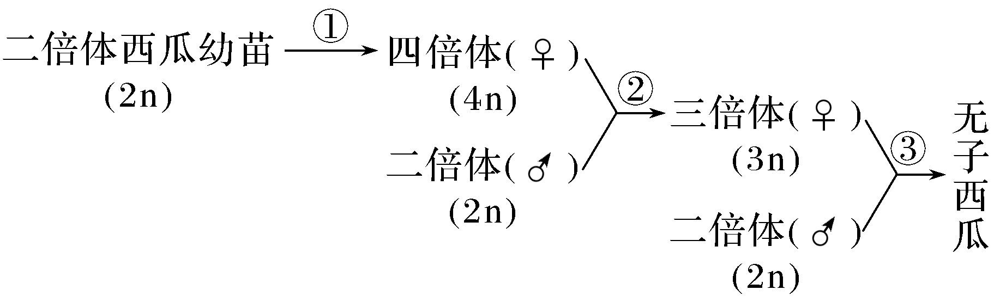 ①
二倍体西瓜幼苗
(2n)
四倍体(♀)
(4n)
②
二倍体(♂)
(2n)
三倍体(♀)
(3n)
③
二倍体(♂)
(2n)
无子西瓜